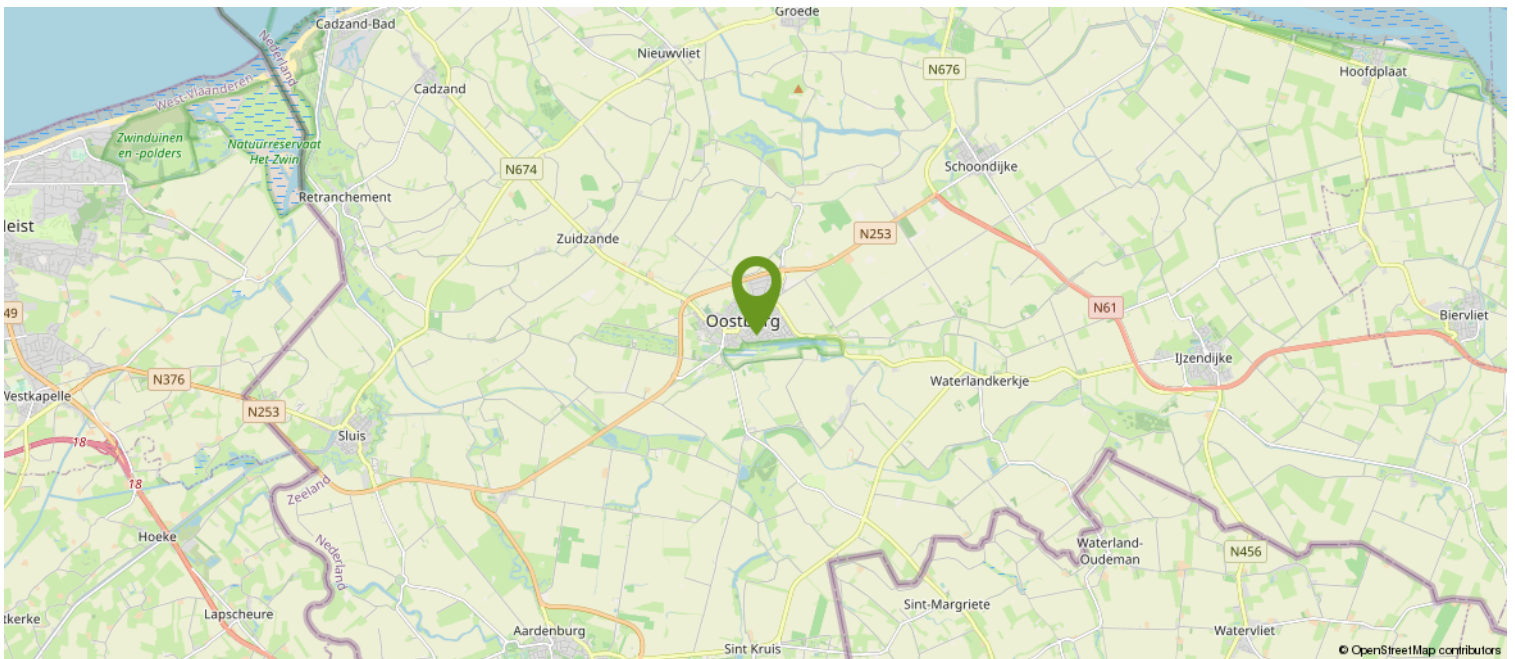 Groede
Cadzand-Bad
Nederland
Nieuwvliet
N676
Hoofdplaat
Cadzand
West-Vlaanderen
Zwinduinen
en -polders
Natuurreservaat
Het Zwin
Schoondijke
N674
Retranchement
leist
Zuidzande
N253
N61
49
Oostburg
Biervliet
IJzendijke
N376
Waterlandkerkje
Westkapelle
N253
Sluis
18
18
Zeeland
Hoeke
Nederland
Waterland-
Oudeman
N456
Lapscheure
Sint-Margriete
tkerke
Aardenburg
Watervliet
Sint Kruis
© OpenStreetMap contributors